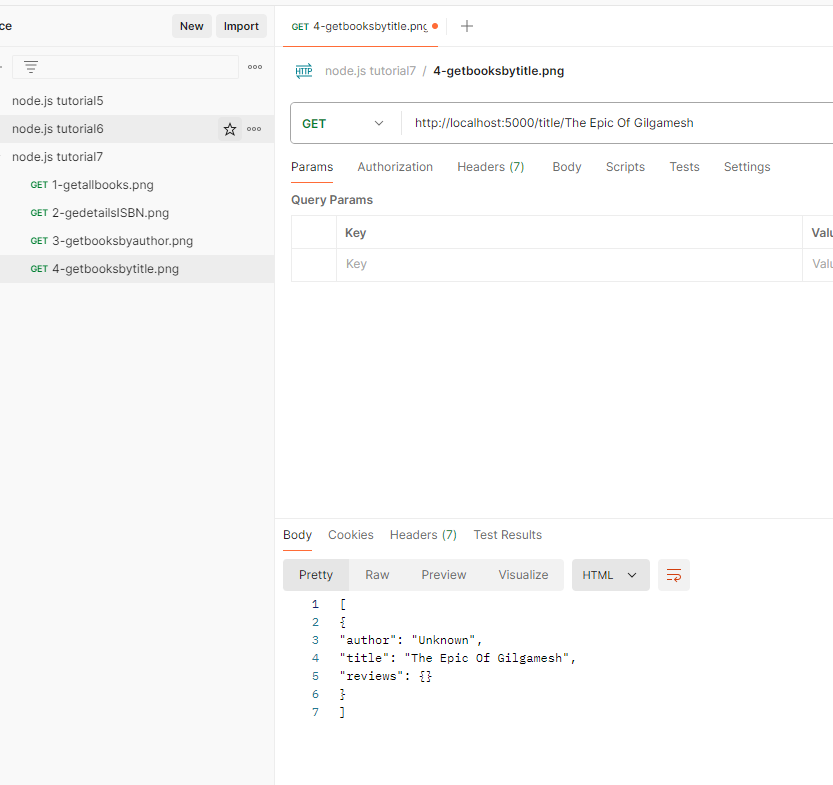 ce
New
Import
node.js tutorial5
node.js tutorial6
node.js tutorial7
GET 1-getallbooks.png
GET 2-gedetailsISBN.png
GET 3-getbooksbyauthor.png
GET 4-getbooksbytitle.png
GET 4-getbooksbytitle.png
HTTP node.js tutorial7 / 4-getbooksbytitle.png
GET http://localhost:5000/title/The Epic Of Gilgamesh
Params Authorization Headers (7) Body Scripts Tests Settings
Query Params
Key Valu
Key Valu
Body Cookies Headers (7) Test Results
Pretty Raw Preview Visualize HTML
1 [
2 {
3 "author": "Unknown",
4 "title": "The Epic Of Gilgamesh",
5 "reviews": {}
6 }
7 ]